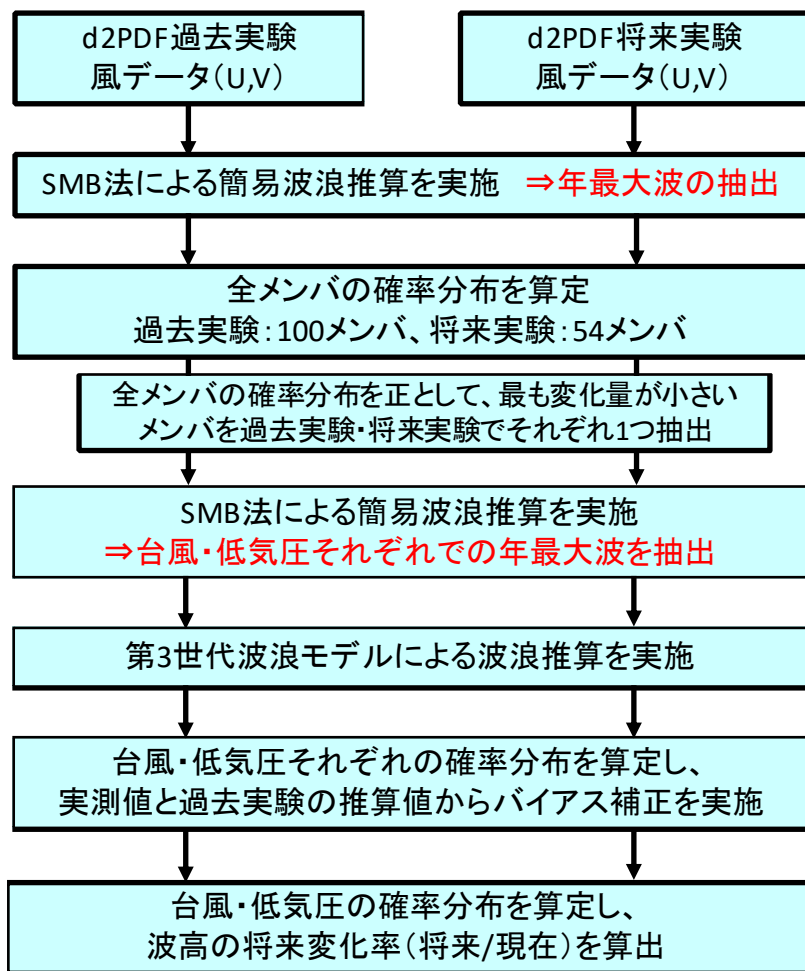 d2PDF過去実験
風データ(U,V)
d2PDF将来実験
風データ(U,V)
SMB法による簡易波浪推算を実施 ⇒年最大波の抽出
全メンバの確率分布を算定
過去実験:100メンバ、将来実験:54メンバ
全メンバの確率分布を正として、最も変化量が小さい
メンバを過去実験・将来実験でそれぞれ1つ抽出
SMB法による簡易波浪推算を実施
⇒台風・低気圧それぞれでの年最大波を抽出
第3世代波浪モデルによる波浪推算を実施
台風・低気圧それぞれの確率分布を算定し、
実測値と過去実験の推算値からバイアス補正を実施
台風・低気圧の確率分布を算定し、
波高の将来変化率(将来/現在)を算出